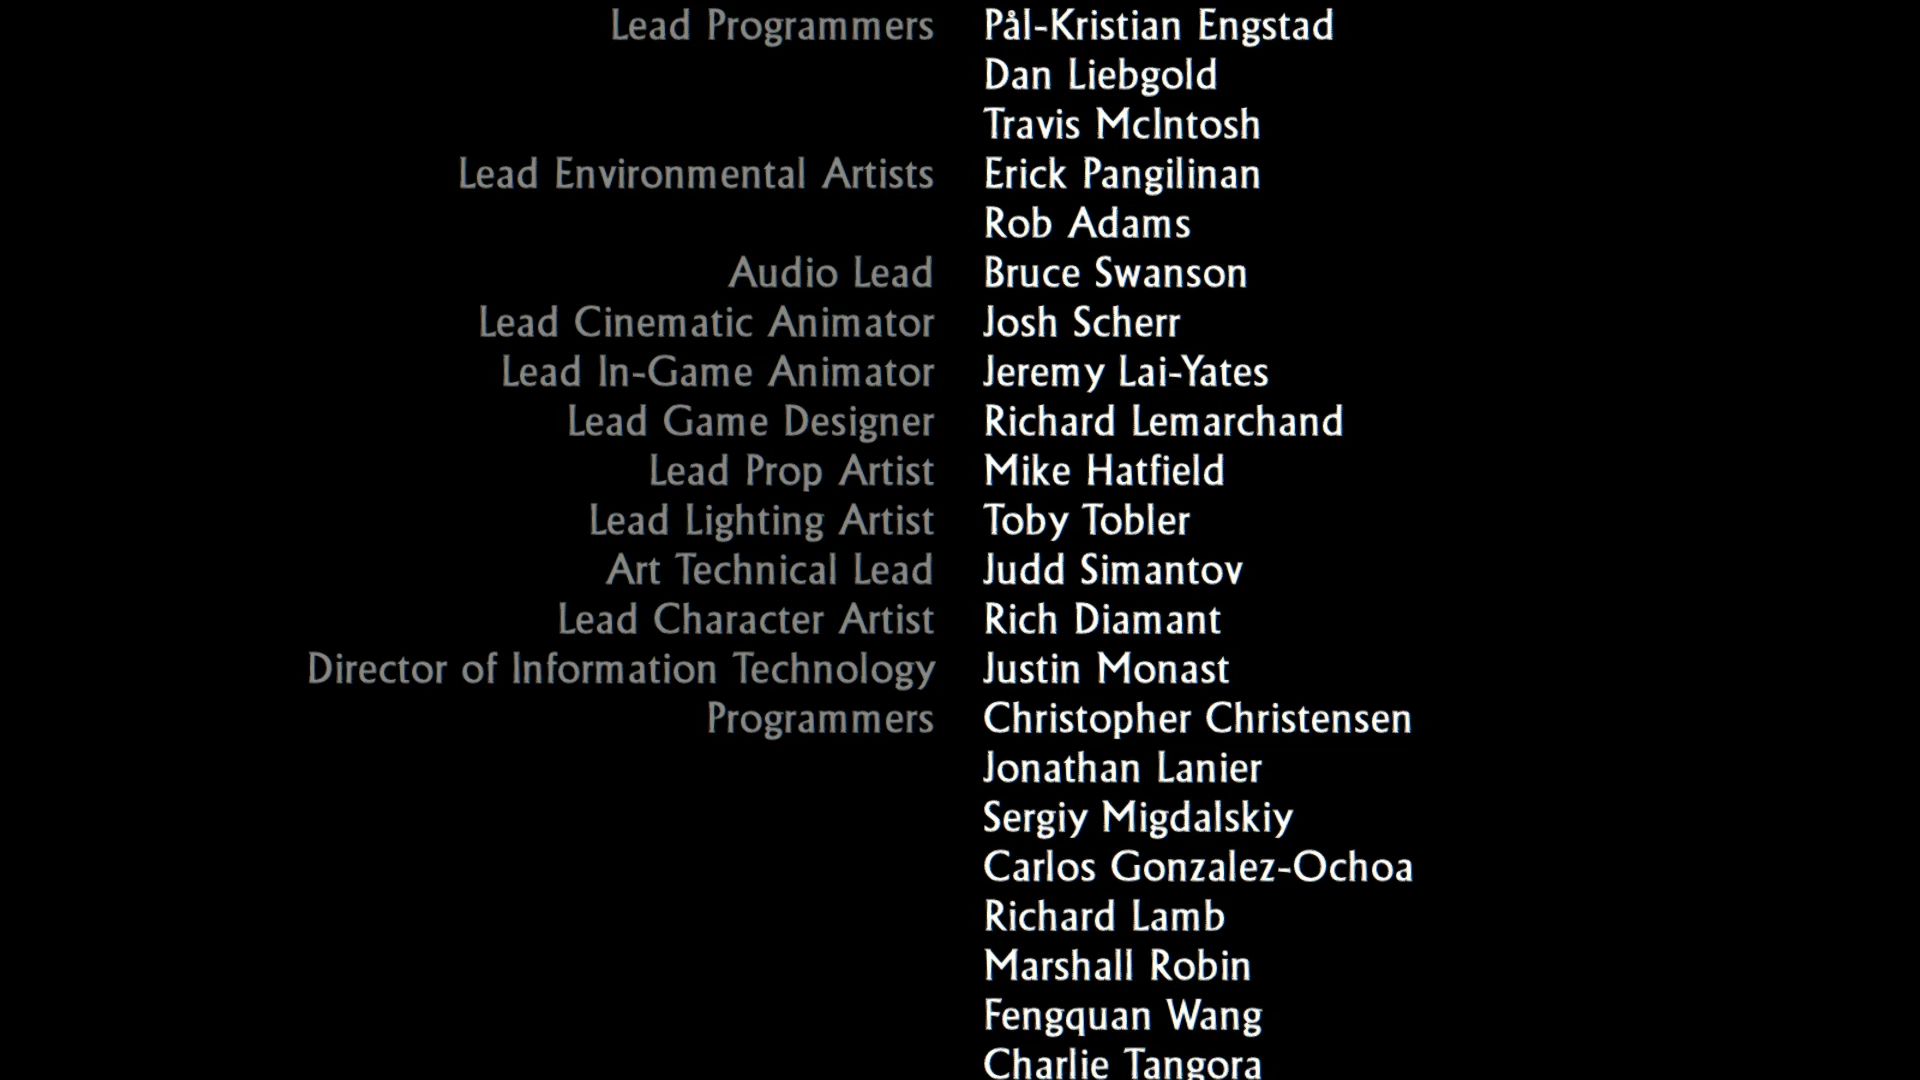 Lead Programmers Pål-Kristian Engstad
Dan Liebgold
Travis McIntosh
Lead Environmental Artists Erick Pangilinan
Rob Adams
Audio Lead Bruce Swanson
Lead Cinematic Animator Josh Scherr
Lead In-Game Animator Jeremy Lai-Yates
Lead Game Designer Richard Lemarchand
Lead Prop Artist Mike Hatfield
Lead Lighting Artist Toby Tobler
Art Technical Lead Judd Simantov
Lead Character Artist Rich Diamant
Director of Information Technology Justin Monast
Programmers Christopher Christensen
Jonathan Lanier
Sergiy Migdalskiy
Carlos Gonzalez-Ochoa
Richard Lamb
Marshall Robin
Fengquan Wang
Charlie Tangora